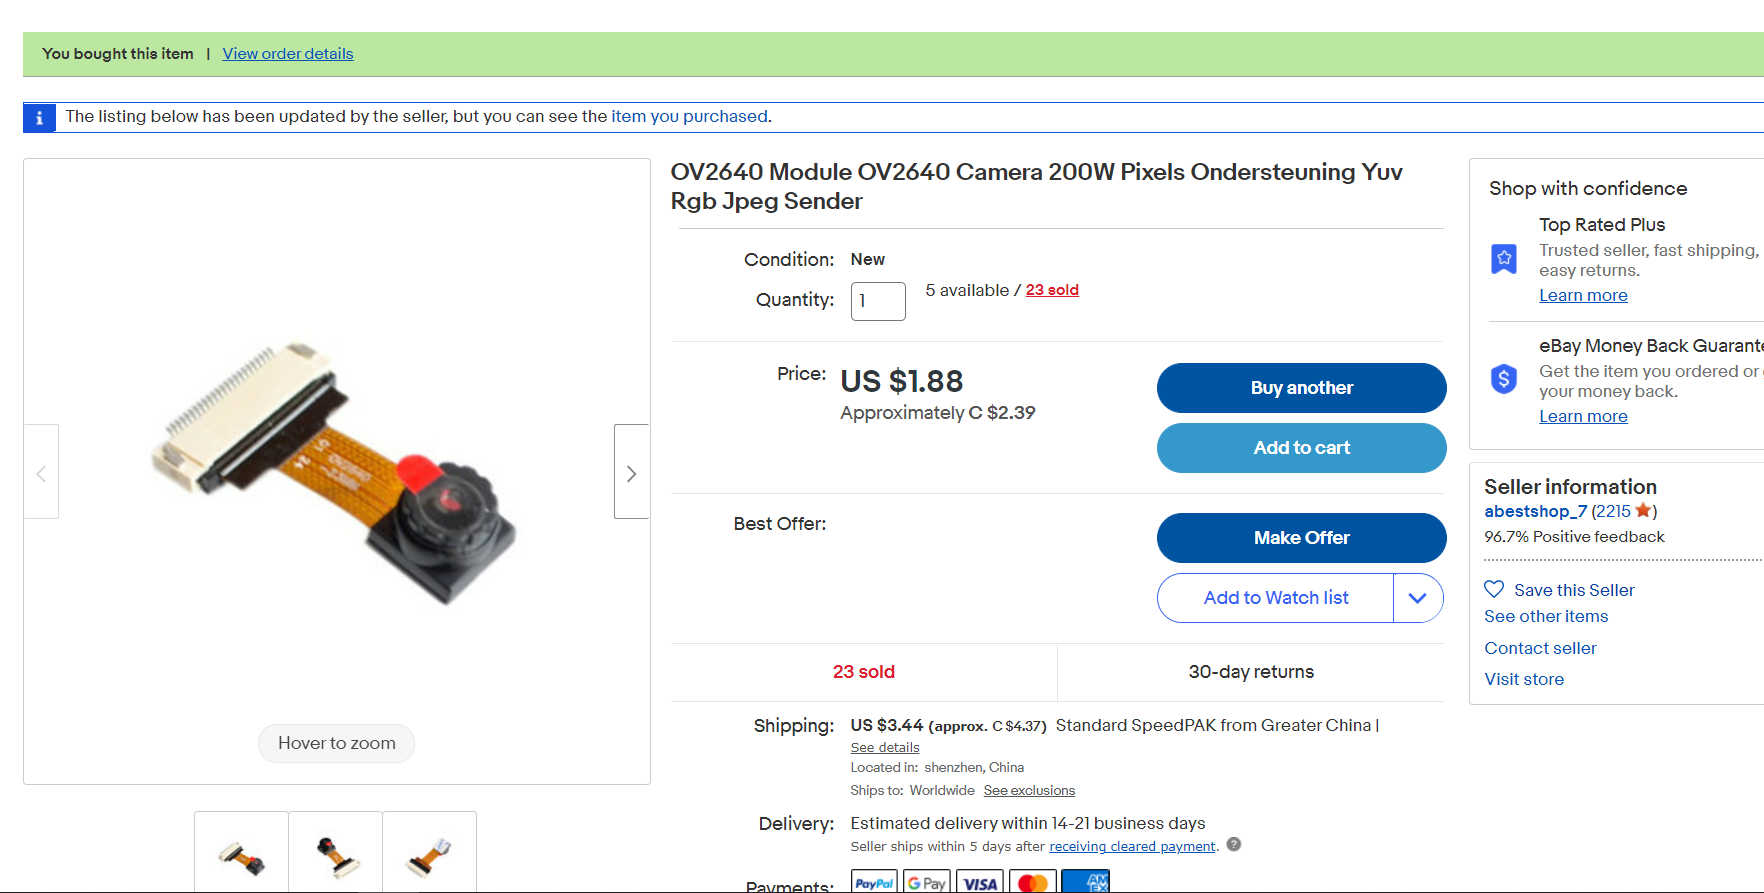 You bought this item | View order details
i The listing below has been updated by the seller, but you can see the item you purchased.
OV2640 Module OV2640 Camera 200W Pixels Ondersteuning Yuv
Rgb Jpeg Sender
Condition: New
Quantity: 1 5 available / 23 sold
Price: US $1.88
Approximately C $2.39
Buy another
Add to cart
Best Offer:
Make Offer
Add to Watch list
23 sold
30-day returns
Shipping: US $3.44 (approx. C $4.37) Standard SpeedPAK from Greater China |
See details
Located in: shenzhen, China
Ships to: Worldwide See exclusions
Delivery: Estimated delivery within 14-21 business days
Seller ships within 5 days after receiving cleared payment. ?
Payments: PayPal G Pay VISA AM EX
Hover to zoom
Shop with confidence
Top Rated Plus
Trusted seller, fast shipping,
easy returns.
Learn more
eBay Money Back Guarante
$ Get the item you ordered or
your money back.
Learn more
Seller information
abestshop_7 (2215 )
96.7% Positive feedback
Save this Seller
See other items
Contact seller
Visit store